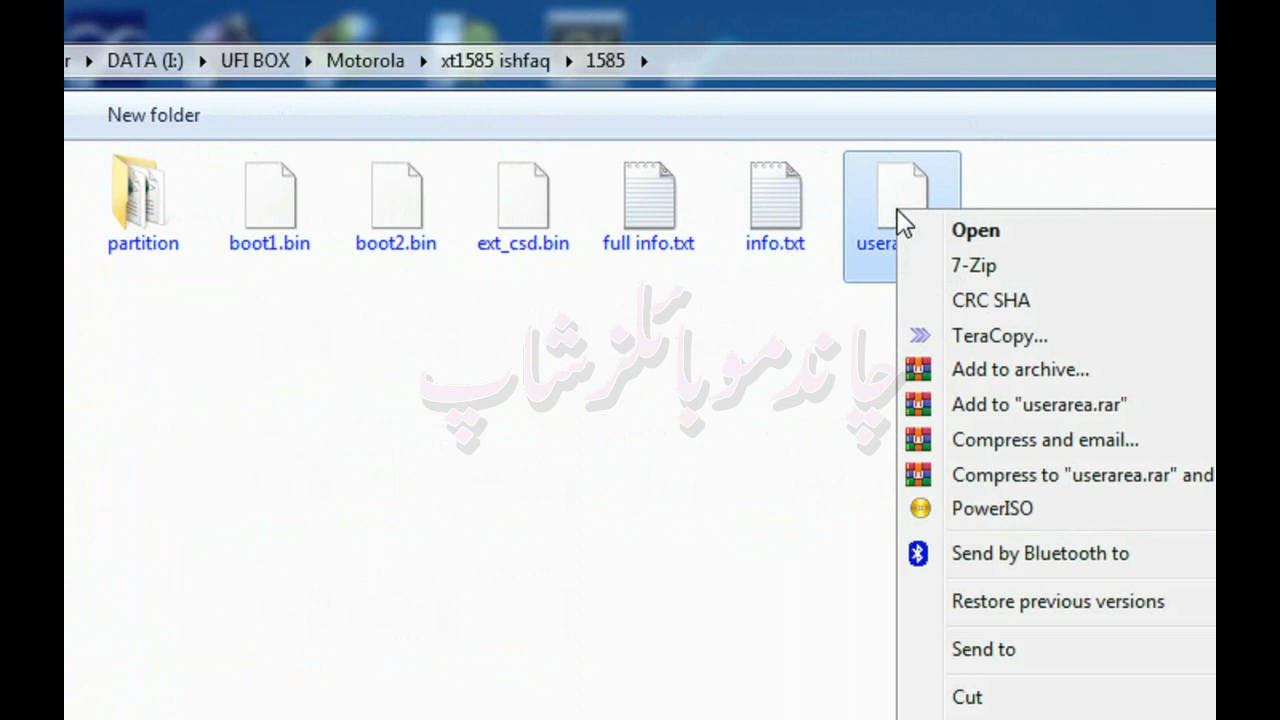 r ▸ DATA (I:) ▸ UFI BOX ▸ Motorola ▸ xt1585 ishfaq ▸ 1585 ▸
New folder
partition boot1.bin boot2.bin ext_csd.bin full info.txt info.txt usera
چاند موبائلز شاپ
Open
7-Zip
CRC SHA
TeraCopy...
Add to archive...
Add to "userarea.rar"
Compress and email...
Compress to "userarea.rar" and
PowerISO
Send by Bluetooth to
Restore previous versions
Send to
Cut